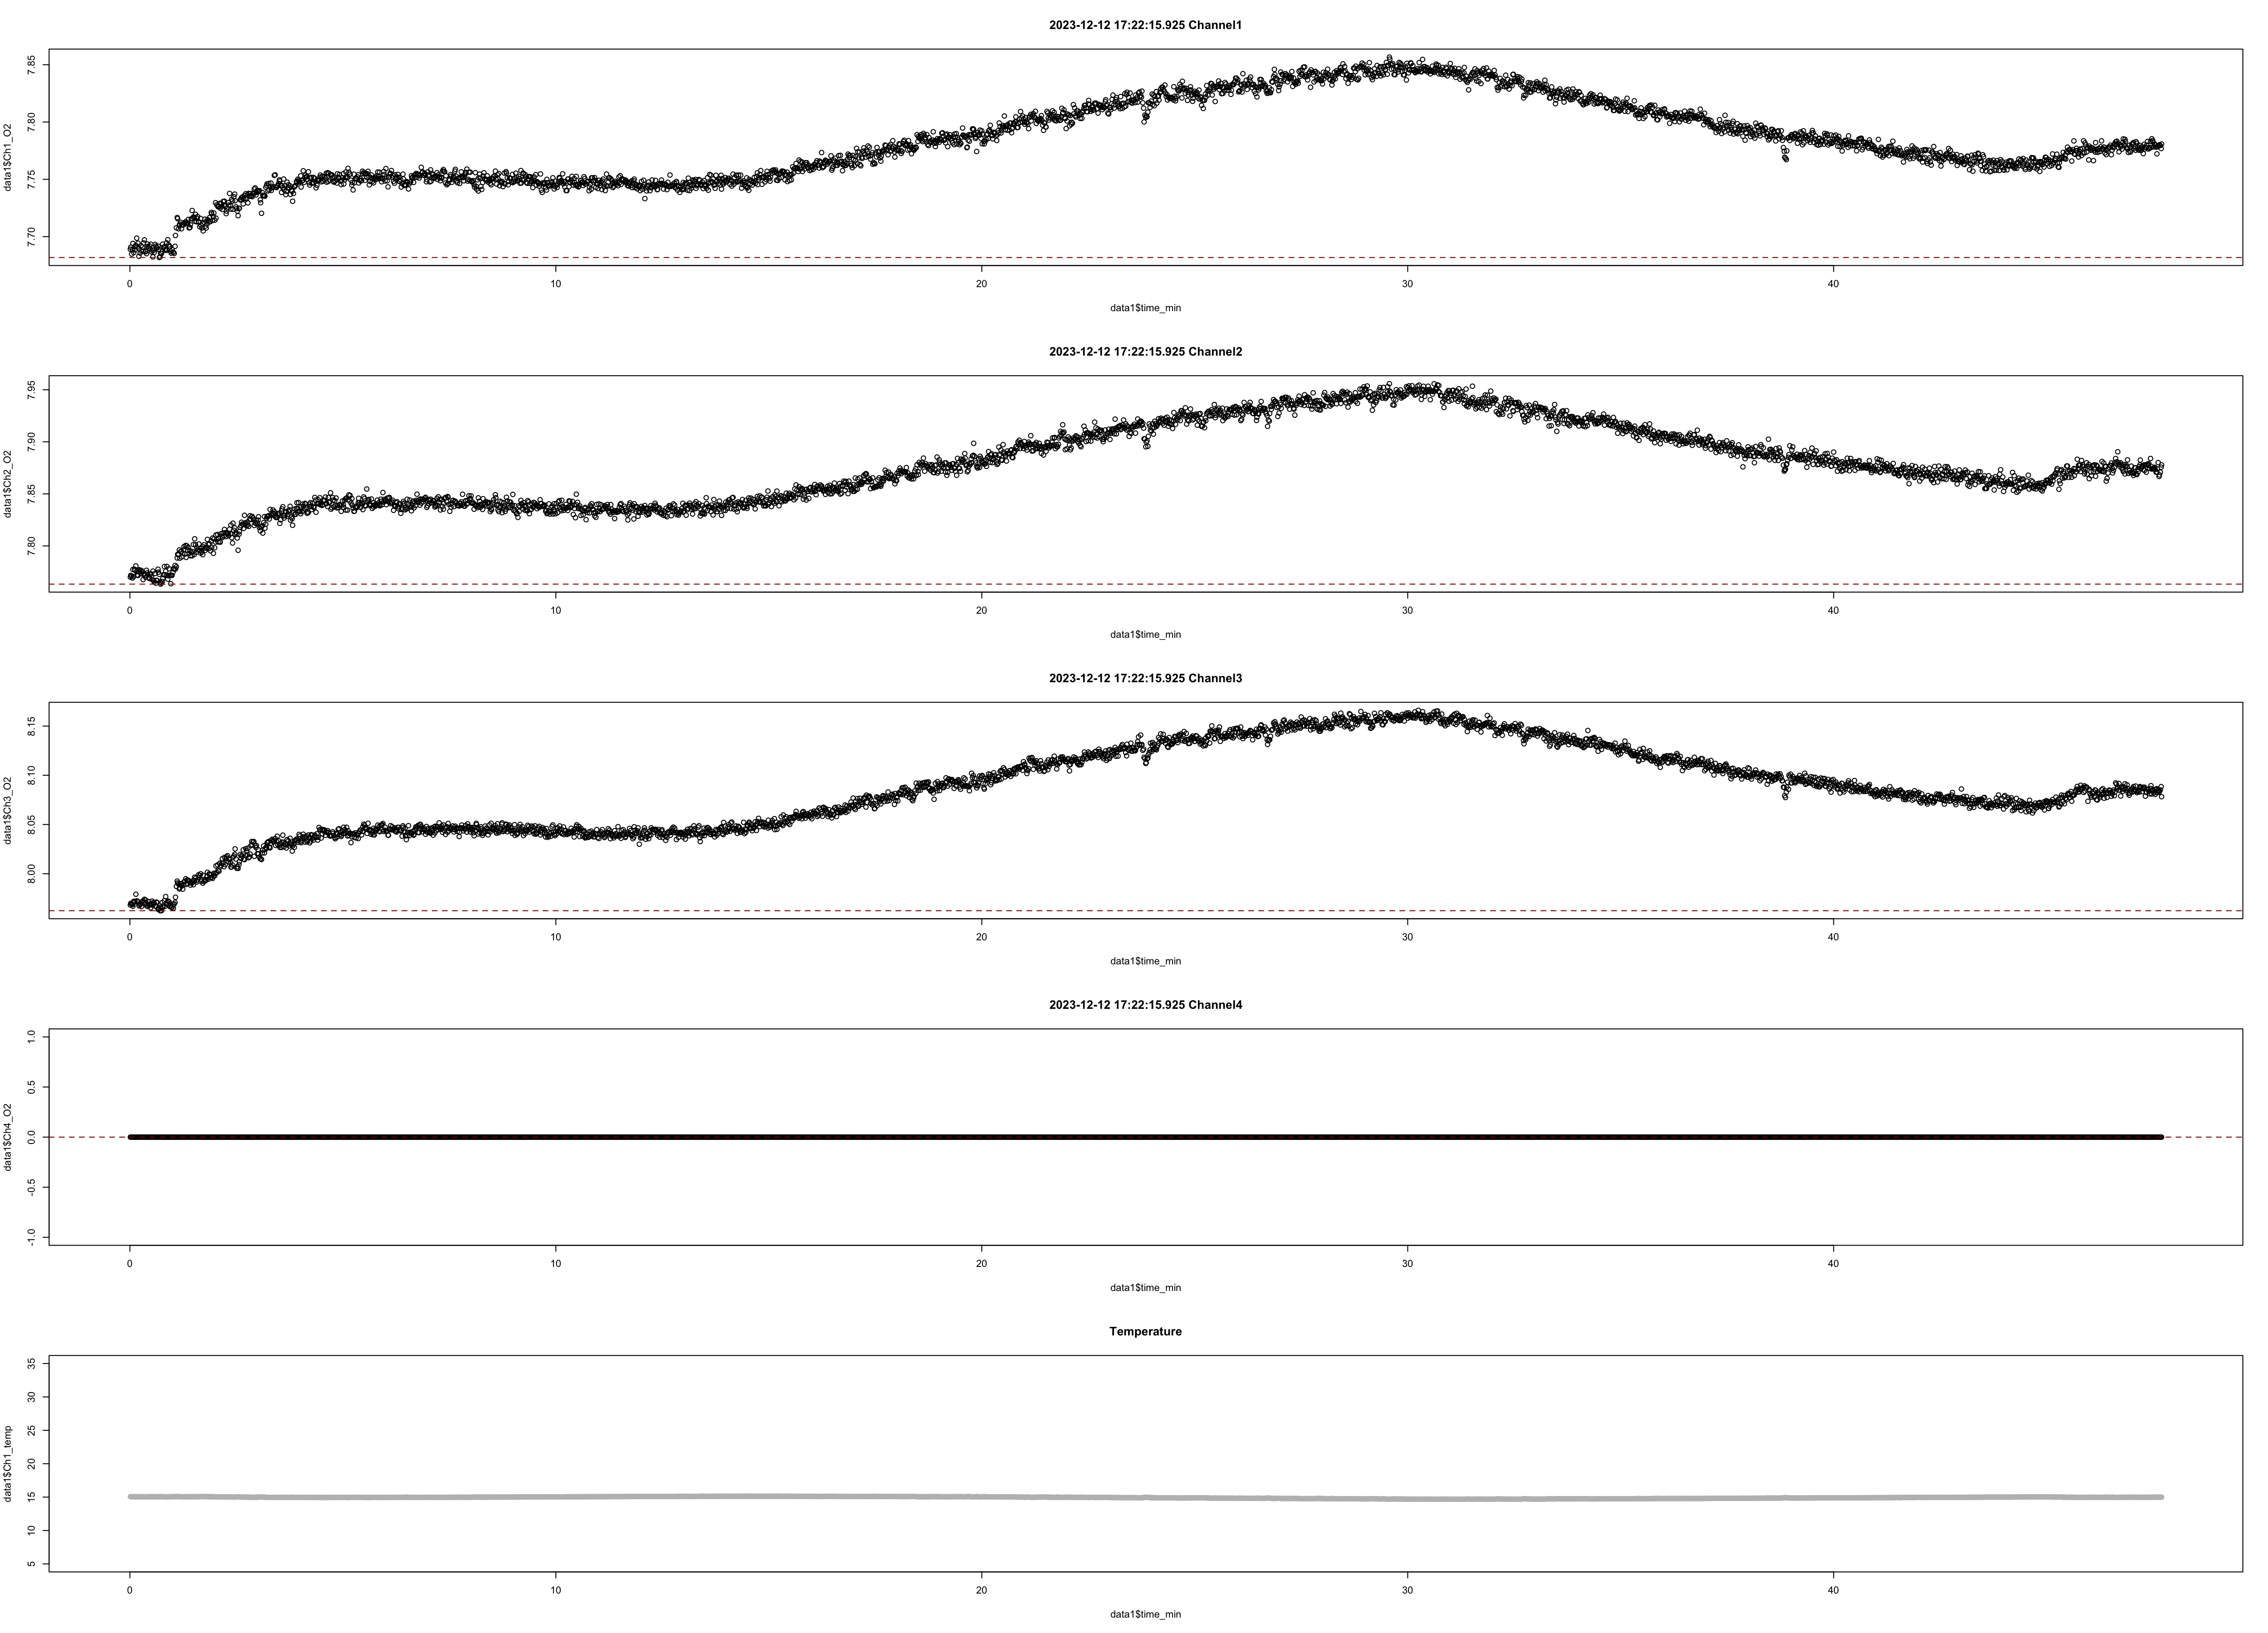 2023-12-12 17:22:15.925 Channel1
data1$Ch1_O2
7.85
7.80
7.75
7.70
0 10 20 30 40
data1$time_min
2023-12-12 17:22:15.925 Channel2
data1$Ch2_O2
7.95
7.90
7.85
7.80
0 10 20 30 40
data1$time_min
2023-12-12 17:22:15.925 Channel3
data1$Ch3_O2
8.15
8.10
8.05
8.00
0 10 20 30 40
data1$time_min
2023-12-12 17:22:15.925 Channel4
data1$Ch4_O2
1.0
0.5
0.0
-0.5
-1.0
0 10 20 30 40
data1$time_min
Temperature
data1$Ch1_temp
35
30
25
20
15
10
5
0 10 20 30 40
data1$time_min